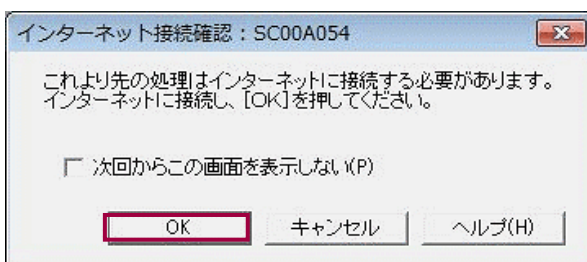 インターネット接続確認：SC00A054
これより先の処理はインターネットに接続する必要があります。
インターネットに接続し、［OK］を押してください。
次回からこの画面を表示しない(P)
OK
キャンセル
ヘルプ(H)